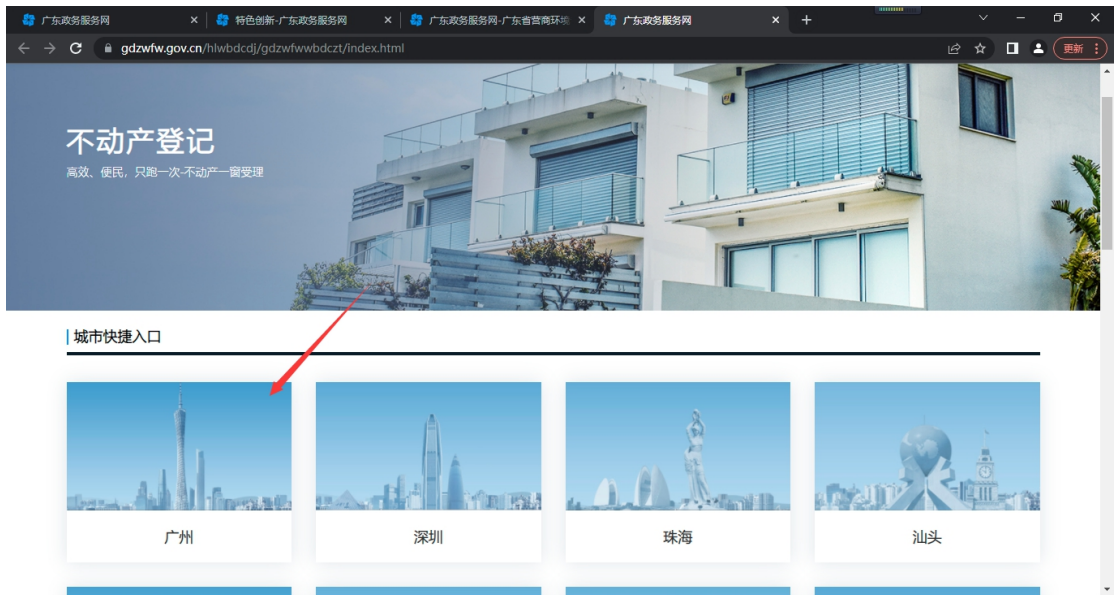 广东政务服务网
特色创新-广东政务服务网
广东政务服务网-广东省营商环境
广东政务服务网
gdzwfw.gov.cn/hlwbdcdj/gdzwfwwbdczt/index.html
更新
不动产登记
高效、便民，只跑一次-不动产一窗受理
城市快捷入口
广州
深圳
珠海
汕头